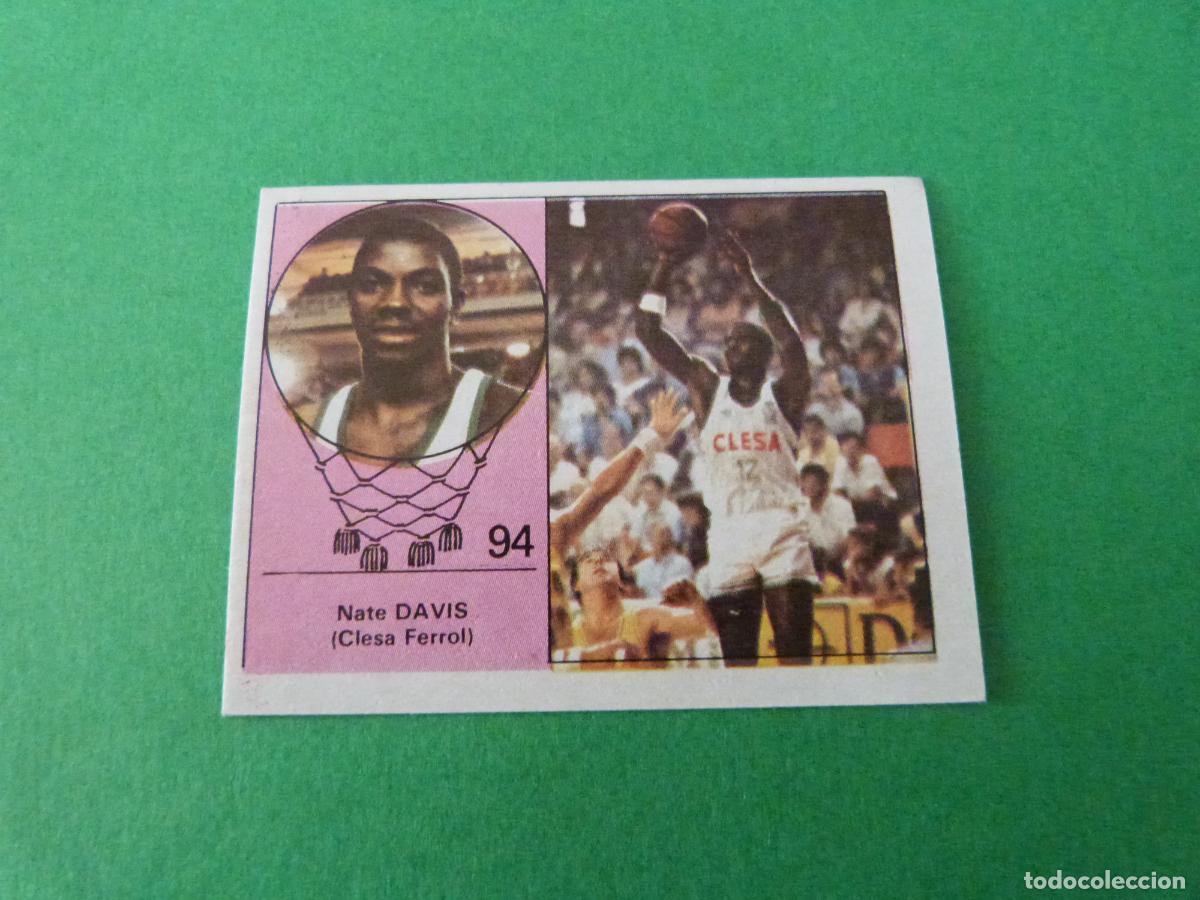 94
Nate DAVIS
(Clesa Ferrol)
CLESA
12
todocoleccion